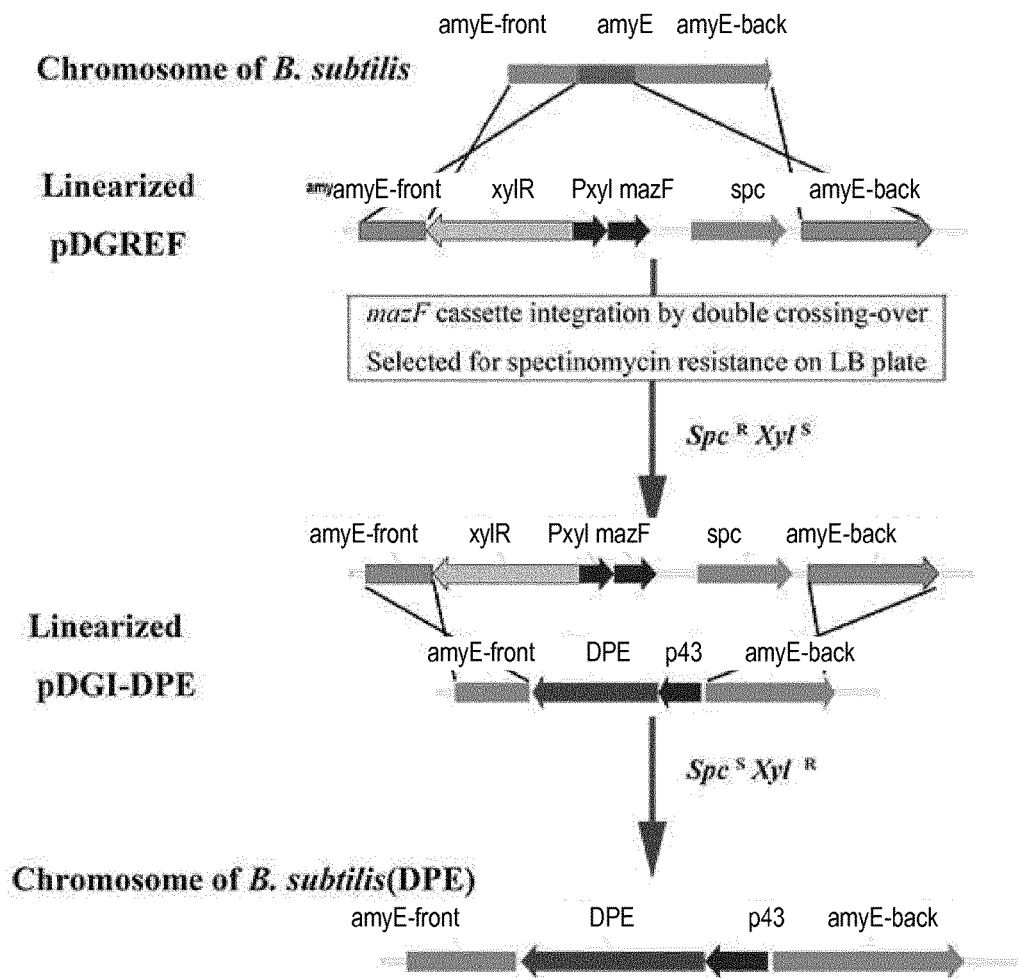 amyE-front amyE amyE-back
Chromosome of B. subtilis
Linearized
pDGREF
amy amyE-front xylR Pxyl mazF spc amyE-back
mazF cassette integration by double crossing-over
Selected for spectinomycin resistance on LB plate
Spc R Xyl S
amyE-front xylR Pxyl mazF spc amyE-back
Linearized
pDGI-DPE
amyE-front DPE p43 amyE-back
Spc S Xyl R
Chromosome of B. subtilis(DPE)
amyE-front DPE p43 amyE-back